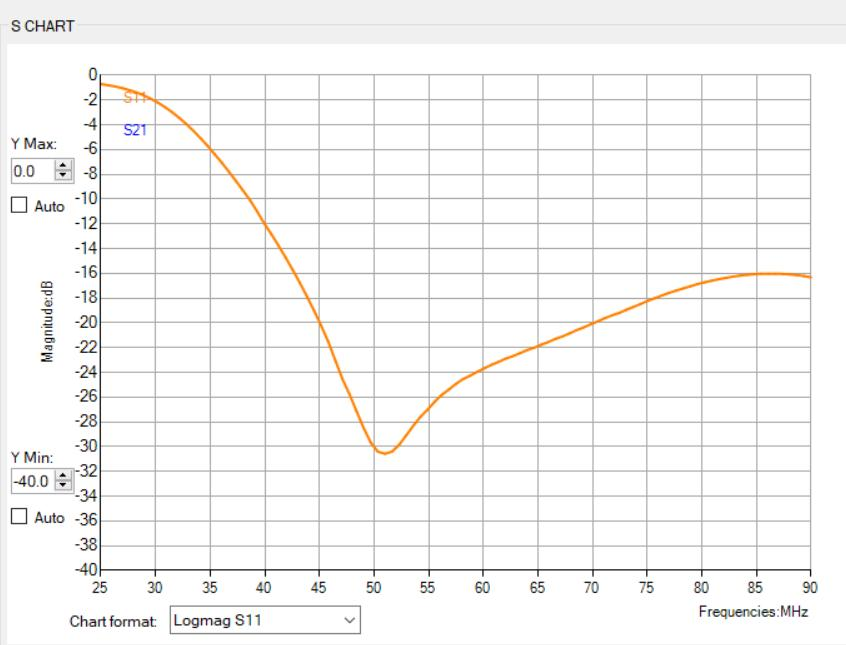 S CHART
0
-2
S11
-4
S21
Y Max:
-6
0.0
-8
Auto
-10
-12
-14
-16
-18
Magnitude:dB
-20
-22
-24
-26
-28
-30
Y Min:
-32
-40.0
-34
Auto
-36
-38
-40
25 30 35 40 45 50 55 60 65 70 75 80 85 90
Frequencies:MHz
Chart format: Logmag S11